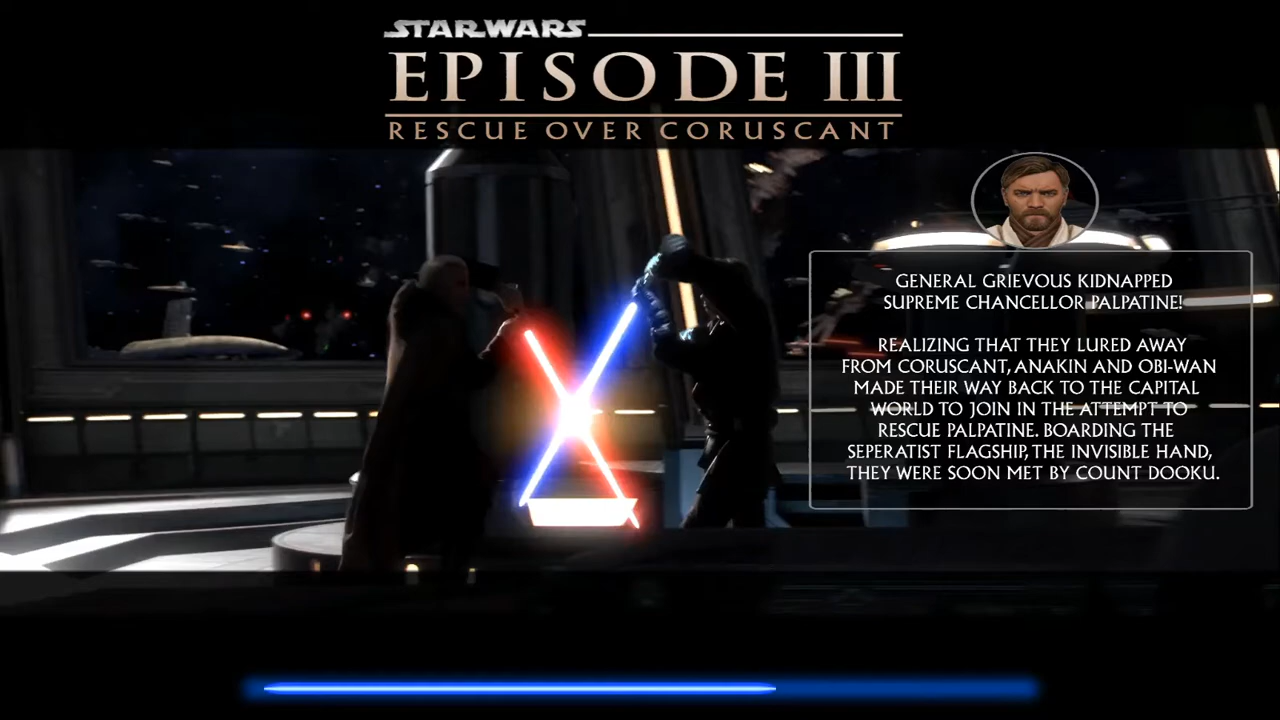 STAR WARS
EPISODE III
RESCUE OVER CORUSCANT
GENERAL GRIEVOUS KIDNAPPED
SUPREME CHANCELLOR PALPATINE!
REALIZING THAT THEY LURED AWAY
FROM CORUSCANT, ANAKIN AND OBI-WAN
MADE THEIR WAY BACK TO THE CAPITAL
WORLD TO JOIN IN THE ATTEMPT TO
RESCUE PALPATINE. BOARDING THE
SEPERATIST FLAGSHIP, THE INVISIBLE HAND,
THEY WERE SOON MET BY COUNT DOOKU.